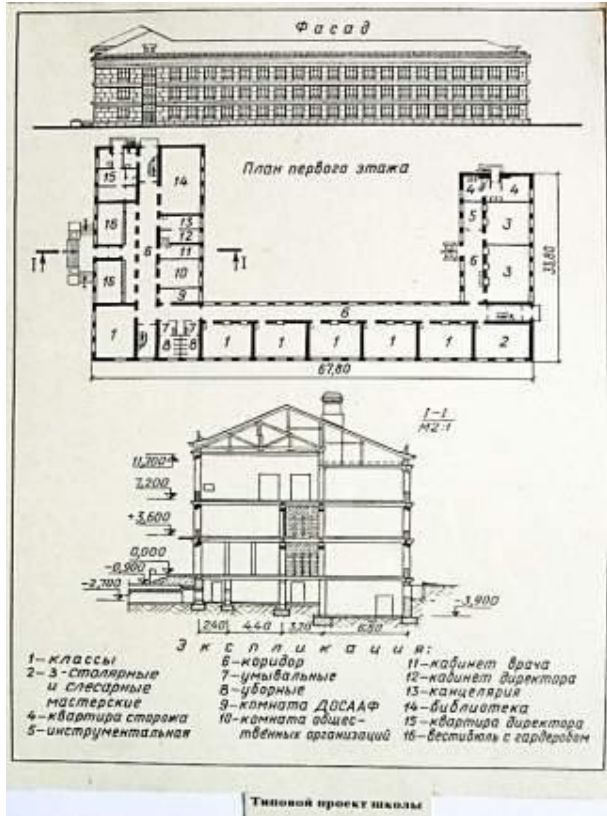 Фасад
План первого этажа
15
14
16
13
12
11
10
9
16
6
I
I
1
7
7
8
8
1
1
1
1
1
2
6
4
4
5
3
6
3
33,80
67,80
I-I
М2:1
11,700
7,200
+3,600
0,000
-0,900
-2,700
-3,900
240
440
320
650
Экспликация:
1-классы
2-3-столярные
и слесарные
мастерские
4-квартира сторожа
5-инструментальная
6-коридор
7-умывальные
8-уборные
9-комната ДОСААФ
10-комната общес-
твенных организаций
11-кабинет врача
12-кабинет директора
13-канцелярия
14-библиотека
15-квартира директора
16-вестибюль с гардеробом
Типовой проект школы